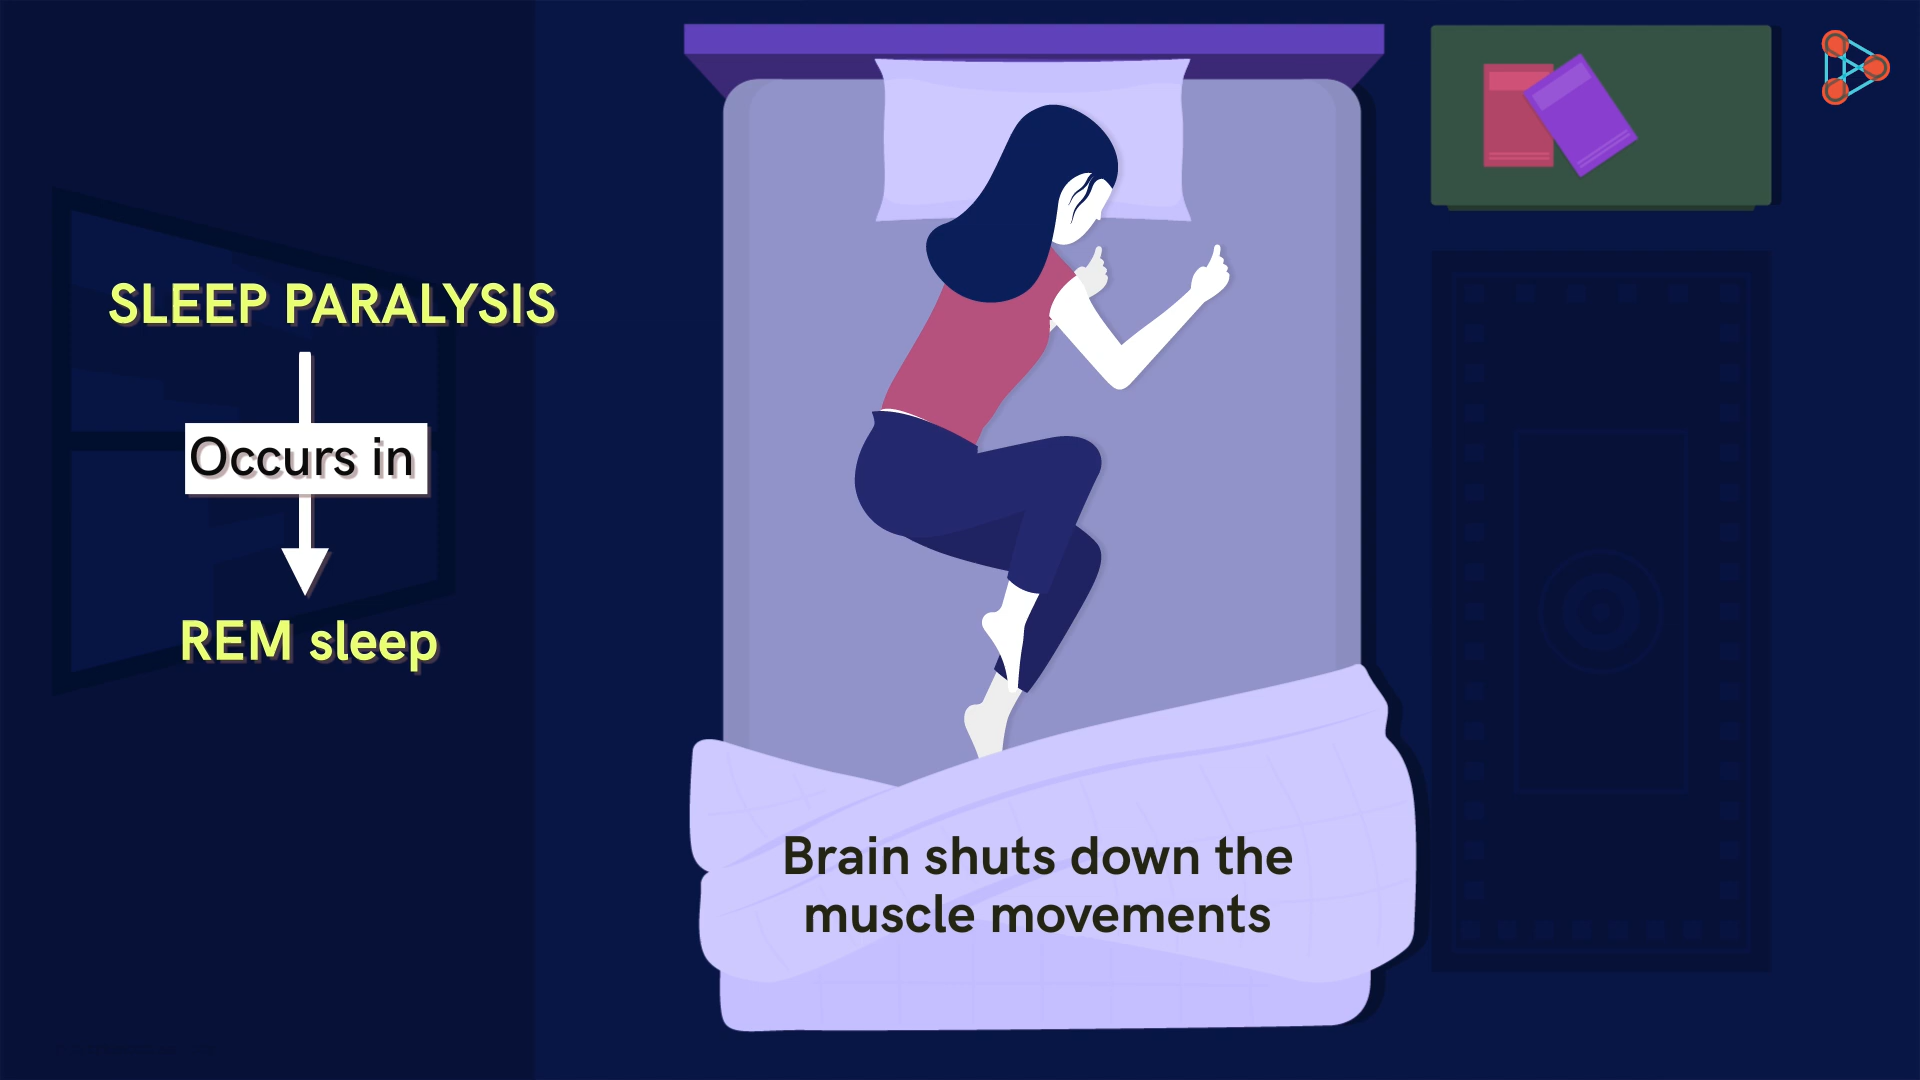 SLEEP PARALYSIS
Occurs in
REM sleep
Brain shuts down the
muscle movements